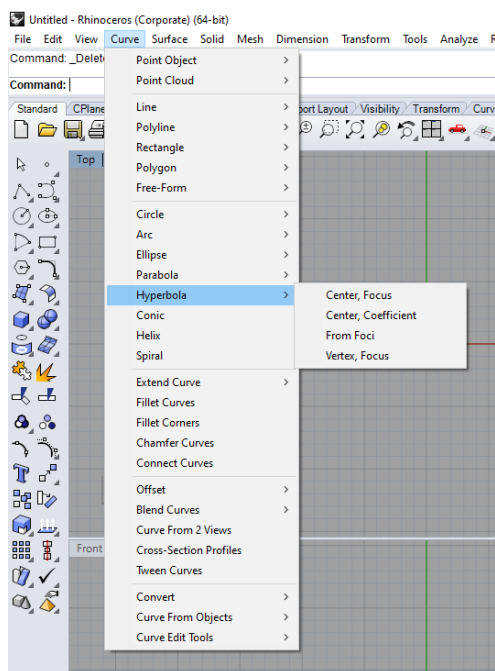 Untitled - Rhinoceros (Corporate) (64-bit)
File Edit View Curve Surface Solid Mesh Dimension Transform Tools Analyze
Command: _Delet
Command:
Standard CPlane port Layout Visibility Transform Curv
Top
Point Object
Point Cloud
Line
Polyline
Rectangle
Polygon
Free-Form
Circle
Arc
Ellipse
Parabola
Hyperbola
Center, Focus
Conic
Center, Coefficient
Helix
From Foci
Spiral
Vertex, Focus
Extend Curve
Fillet Curves
Fillet Corners
Chamfer Curves
Connect Curves
Offset
Blend Curves
Curve From 2 Views
Front
Cross-Section Profiles
Tween Curves
Convert
Curve From Objects
Curve Edit Tools